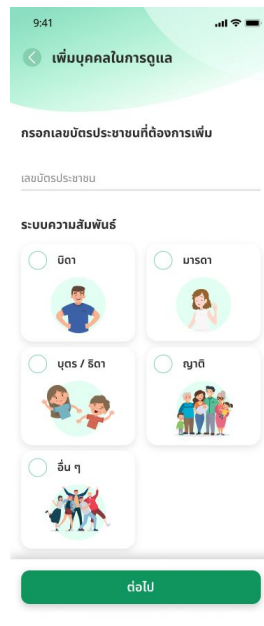 9:41
เพิ่มบุคคลในการดูแล
กรอกเลขบัตรประชาชนที่ต้องการเพิ่ม
เลขบัตรประชาชน
ระบบความสัมพันธ์
บิดา
มารดา
บุตร / ธิดา
ญาติ
อื่น ๆ
ต่อไป